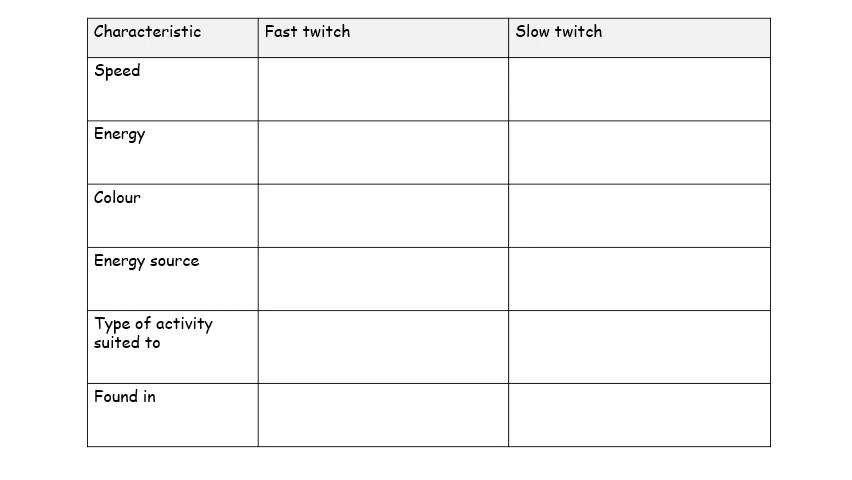 Characteristic Fast twitch Slow twitch
Speed
Energy
Colour
Energy source
Type of activity
suited to
Found in